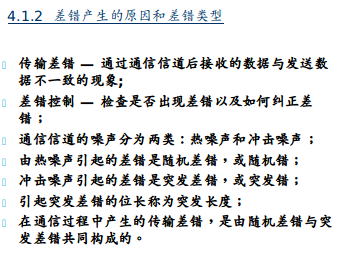 4.1.2 差错产生的原因和差错类型
传输差错 — 通过通信信道后接收的数据与发送数
据不一致的现象;
差错控制 — 检查是否出现差错以及如何纠正差
错；
通信信道的噪声分为两类：热噪声和冲击噪声；
由热噪声引起的差错是随机差错，或随机错；
冲击噪声引起的差错是突发差错，或突发错；
引起突发差错的位长称为突发长度；
在通信过程中产生的传输差错，是由随机差错与突
发差错共同构成的。